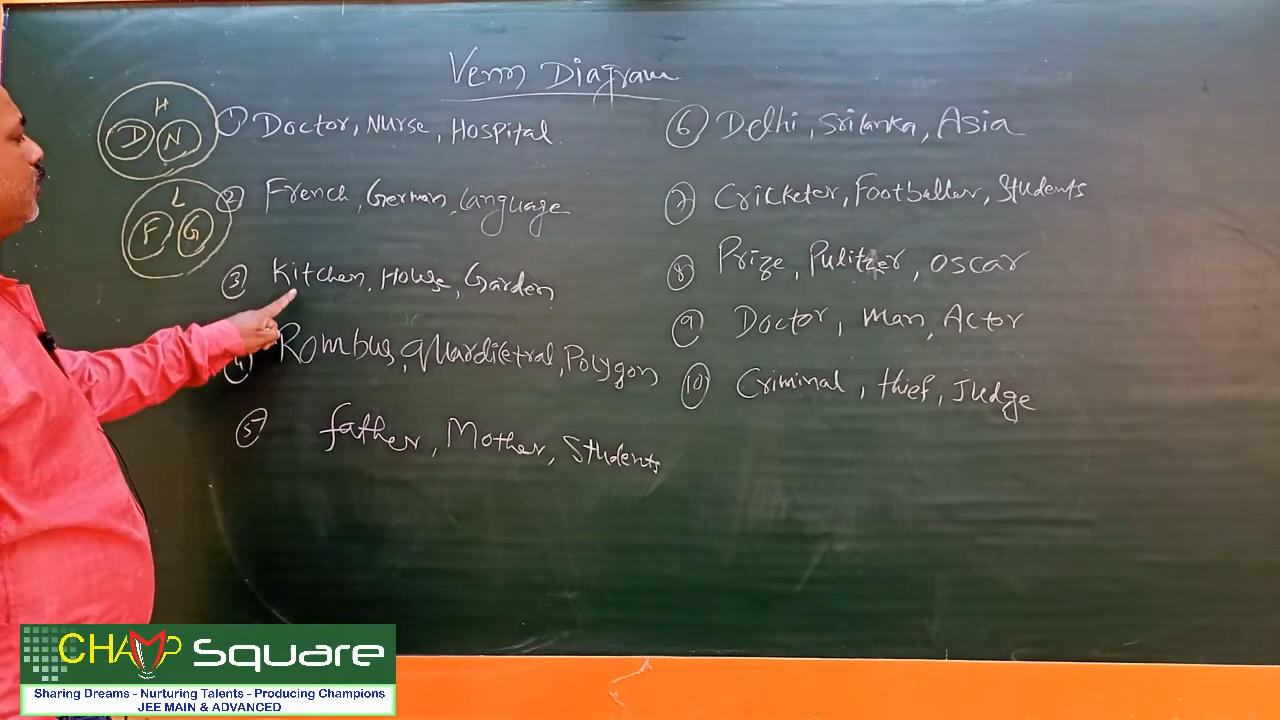 Venn Diagram
H
D N
① Doctor, Nurse, Hospital.
L
F G
② French, German, Language
③ Kitchen, House, Garden
④ Rombus, Quardiletral, Polygon
⑤ father, Mother, Students
⑥ Delhi, Srilanka, Asia
⑦ Cricketer, Footballer, Students
⑧ Prize, Pulitzer, Oscar
⑨ Doctor, Man, Actor
⑩ Criminal, thief, Judge
CHAMP Square
Sharing Dreams - Nurturing Talents - Producing Champions
JEE MAIN & ADVANCED